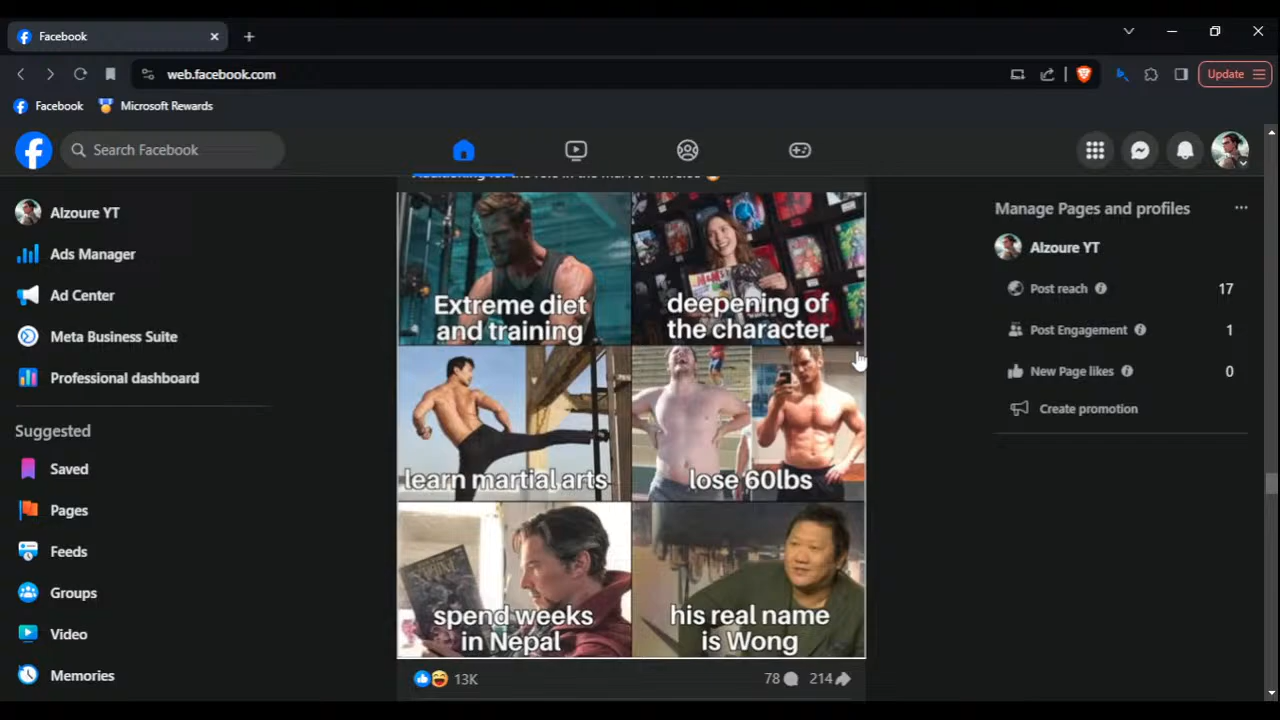 Facebook
web.facebook.com
Update
Facebook
Microsoft Rewards
Search Facebook
Alzoure YT
Ads Manager
Ad Center
Meta Business Suite
Professional dashboard
Suggested
Saved
Pages
Feeds
Groups
Video
Memories
Extreme diet
and training
deepening of
the character
learn martial arts
lose 60lbs
spend weeks
in Nepal
his real name
is Wong
13K
78
214
Manage Pages and profiles
Alzoure YT
Post reach
17
Post Engagement
1
New Page likes
0
Create promotion